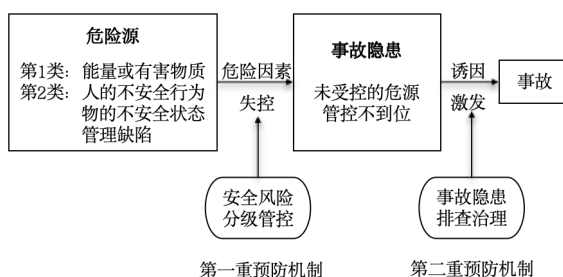 危险源
第1类：能量或有害物质
第2类：人的不安全行为
物的不安全状态
管理缺陷
危险因素
失控
事故隐患
未受控的危源
管控不到位
诱因
激发
事故
安全风险
分级管控
事故隐患
排查治理
第一重预防机制
第二重预防机制